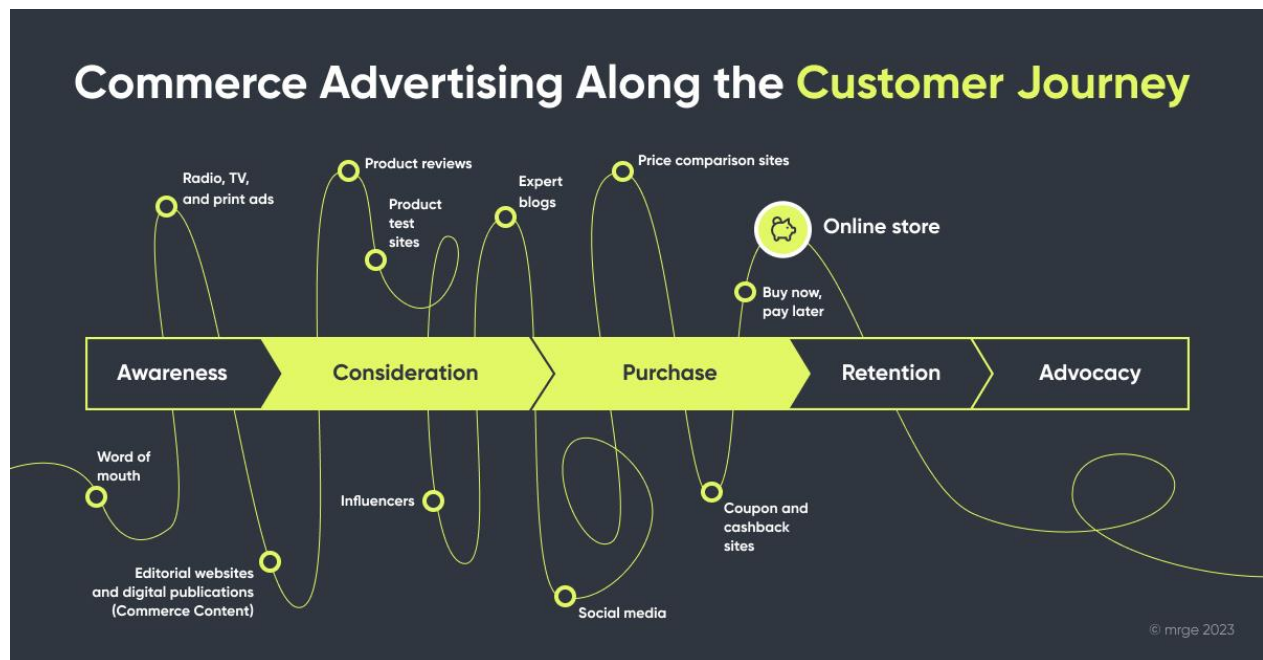 Commerce Advertising Along the Customer Journey
Radio, TV,
and print ads
Product reviews
Product
test
sites
Expert
blogs
Price comparison sites
Online store
Buy now,
pay later
Awareness
Consideration
Purchase
Retention
Advocacy
Word of
mouth
Editorial websites
and digital publications
(Commerce Content)
Influencers
Social media
Coupon and
cashback
sites
© mrge 2023